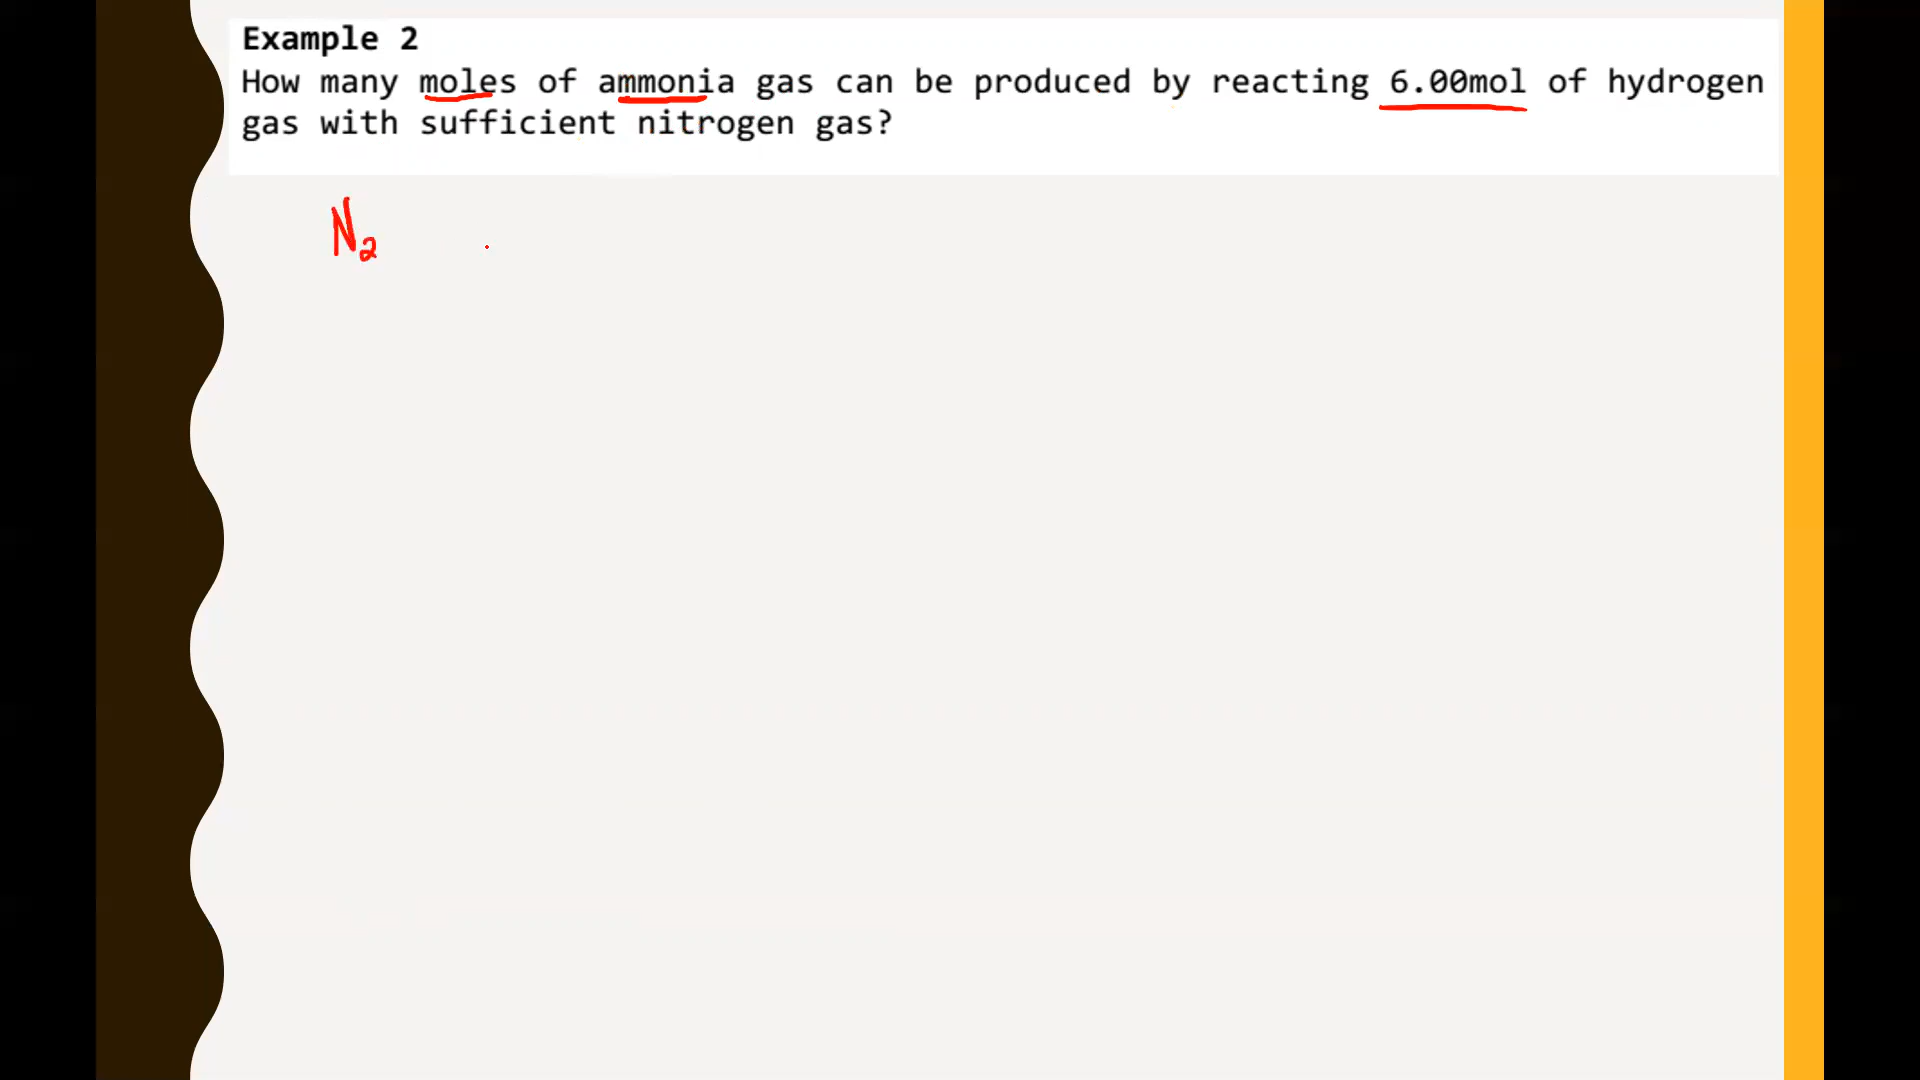 Example 2
How many moles of ammonia gas can be produced by reacting 6.00mol of hydrogen
gas with sufficient nitrogen gas?
N₂